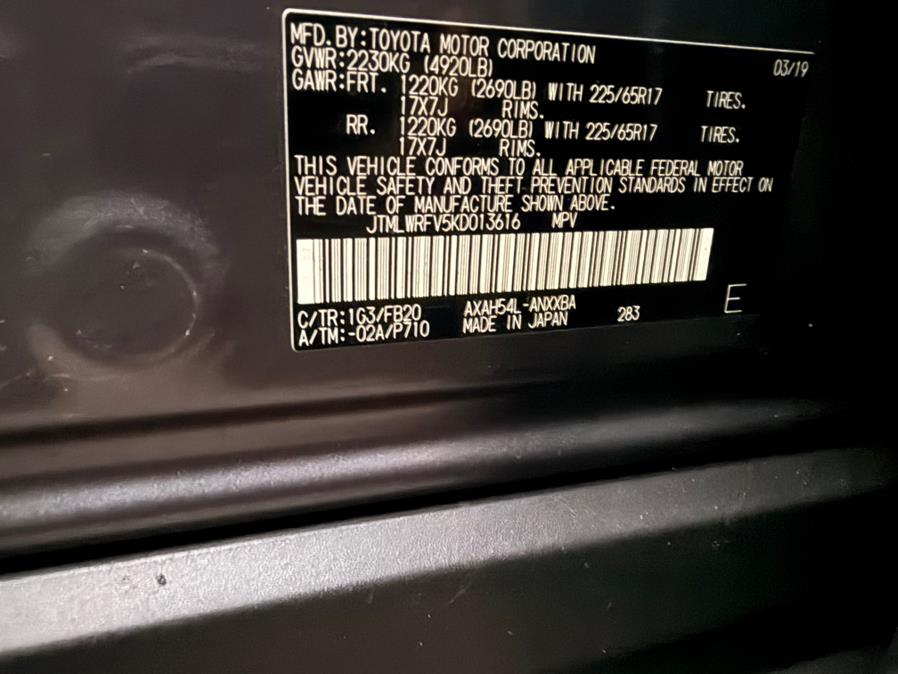 MFD. BY: TOYOTA MOTOR CORPORATION 03/19
GVWR: 2230KG (4920LB)
GAWR: FRT. 1220KG (2690LB) WITH 225/65R17 TIRES.
17X7J RIMS.
RR. 1220KG (2690LB) WITH 225/65R17 TIRES.
17X7J RIMS.
THIS VEHICLE CONFORMS TO ALL APPLICABLE FEDERAL MOTOR
VEHICLE SAFETY AND THEFT PREVENTION STANDARDS IN EFFECT ON
THE DATE OF MANUFACTURE SHOWN ABOVE.
JTMLWRFV5KD013616 MPV
C/TR: 1G3/FB20 AXAH54L-ANXXBA 283 E
A/TM: -02A/P710 MADE IN JAPAN